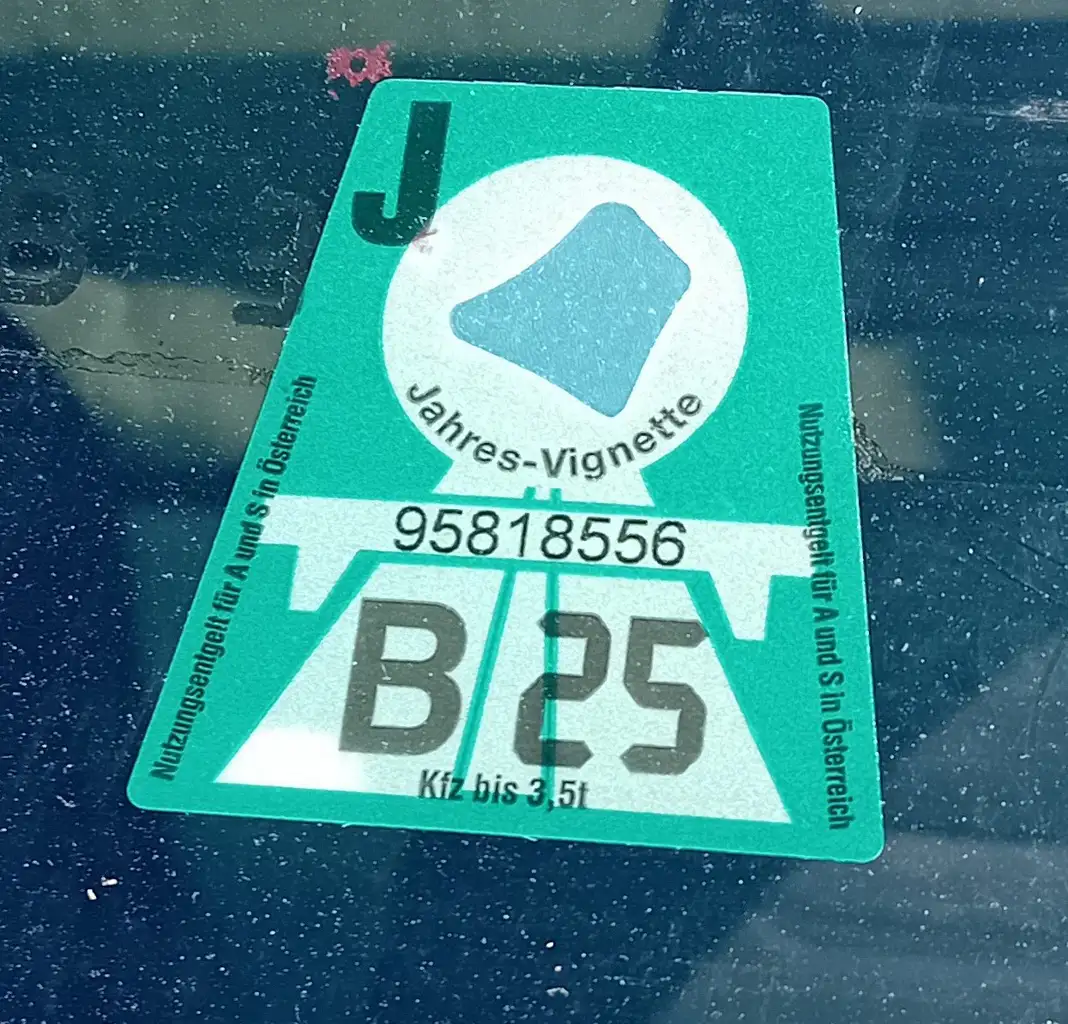 J
Jahres-Vignette
95818556
B 25
Kfz bis 3,5t
Nutzungsentgelt für A und S in Österreich
Nutzungsentgelt für A und S in Österreich